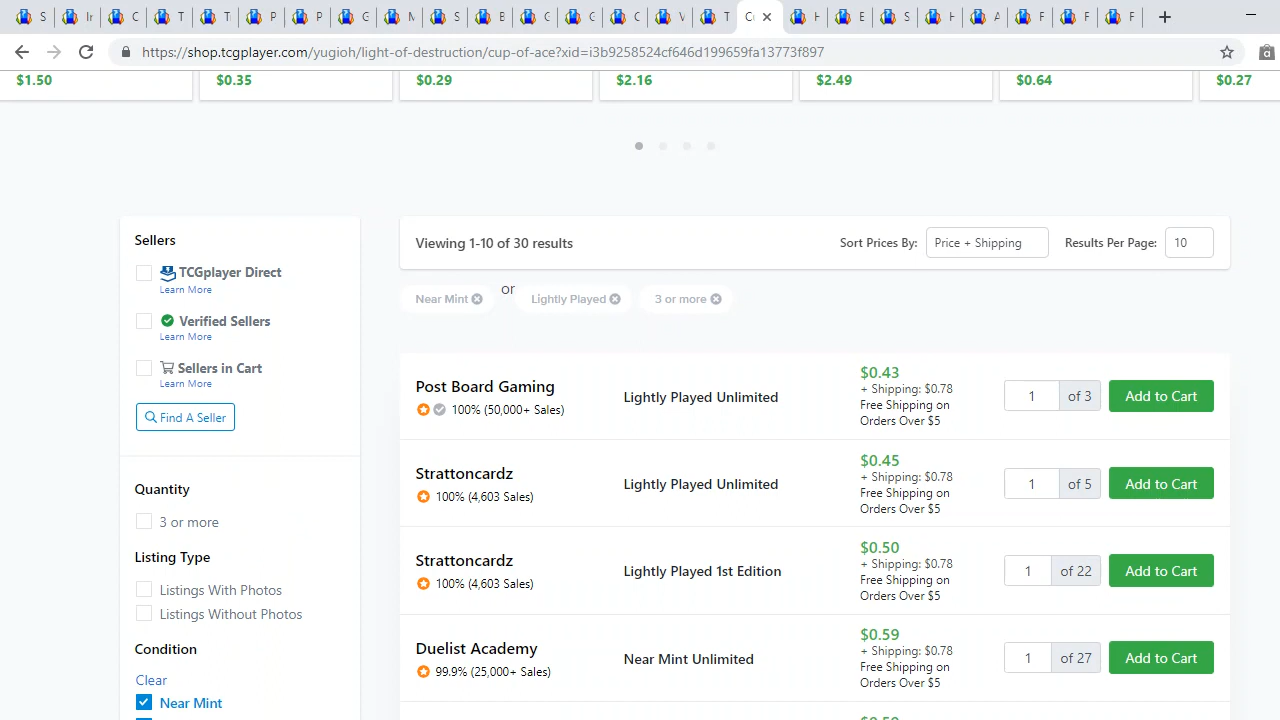 S
Ir
C
T
Ti
P
P
G
M
S
B
C
C
C
V
T
C
H
E
S
H
A
F
F
F
https://shop.tcgplayer.com/yugioh/light-of-destruction/cup-of-ace?xid=i3b9258524cf646d199659fa13773f897
$1.50
$0.35
$0.29
$2.16
$2.49
$0.64
$0.27
Sellers
TCGplayer Direct
Learn More
Verified Sellers
Learn More
Sellers in Cart
Learn More
Find A Seller
Quantity
3 or more
Listing Type
Listings With Photos
Listings Without Photos
Condition
Clear
Near Mint
Viewing 1-10 of 30 results
Sort Prices By: Price + Shipping
Results Per Page: 10
Near Mint or Lightly Played 3 or more
Post Board Gaming
100% (50,000+ Sales)
Lightly Played Unlimited
$0.43
+ Shipping: $0.78
Free Shipping on
Orders Over $5
1 of 3
Add to Cart
Strattoncardz
100% (4,603 Sales)
Lightly Played Unlimited
$0.45
+ Shipping: $0.78
Free Shipping on
Orders Over $5
1 of 5
Add to Cart
Strattoncardz
100% (4,603 Sales)
Lightly Played 1st Edition
$0.50
+ Shipping: $0.78
Free Shipping on
Orders Over $5
1 of 22
Add to Cart
Duelist Academy
99.9% (25,000+ Sales)
Near Mint Unlimited
$0.59
+ Shipping: $0.78
Free Shipping on
Orders Over $5
1 of 27
Add to Cart